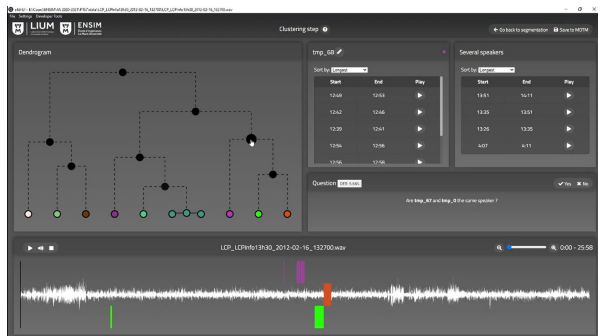 File Settings Developer Tools
LIUM
ENSIM
Clustering step
Go back to segmentation
Save to MDTM
Dendrogram
tmp_68
Several speakers
Sort by: Longest
Sort by: Longest
Start End Play
Start End Play
12:49 12:53
13:51 14:11
12:42 12:46
13:35 13:51
12:39 12:41
13:26 13:35
12:54 12:56
4:07 4:11
12:56 12:58
Question
Yes No
Are tmp_67 and tmp_0 the same speaker ?
LCP_LCPInfo13h30_2012-02-16_132700.wav
0:00 - 25:58